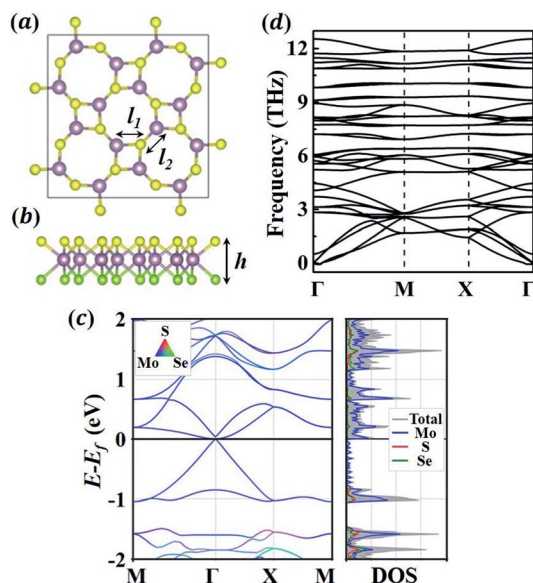 (a)
l1
l2
(b)
h
(d)
Frequency (THz)
12
9
6
3
0
Γ M X Γ
(c)
E-Ef (eV)
2
1
0
-1
-2
S
Mo Se
M Γ X M
Total
Mo
S
Se
DOS